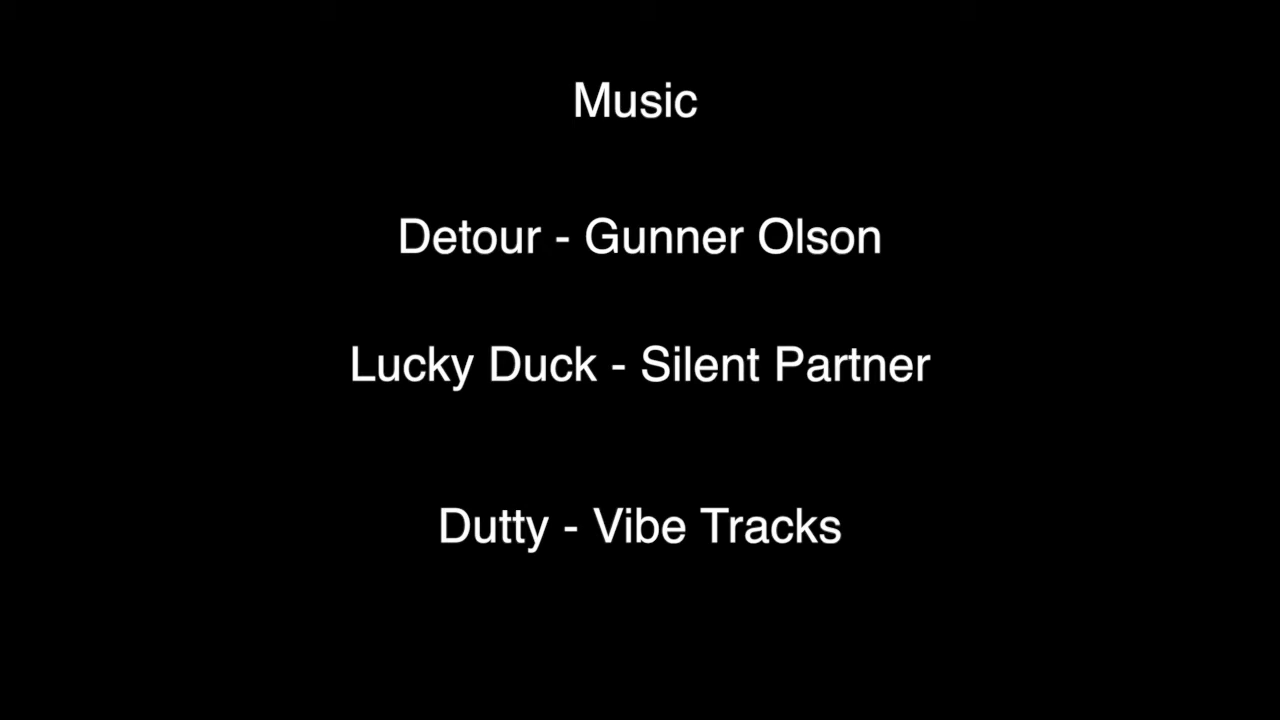 Music
Detour - Gunner Olson
Lucky Duck - Silent Partner
Dutty - Vibe Tracks